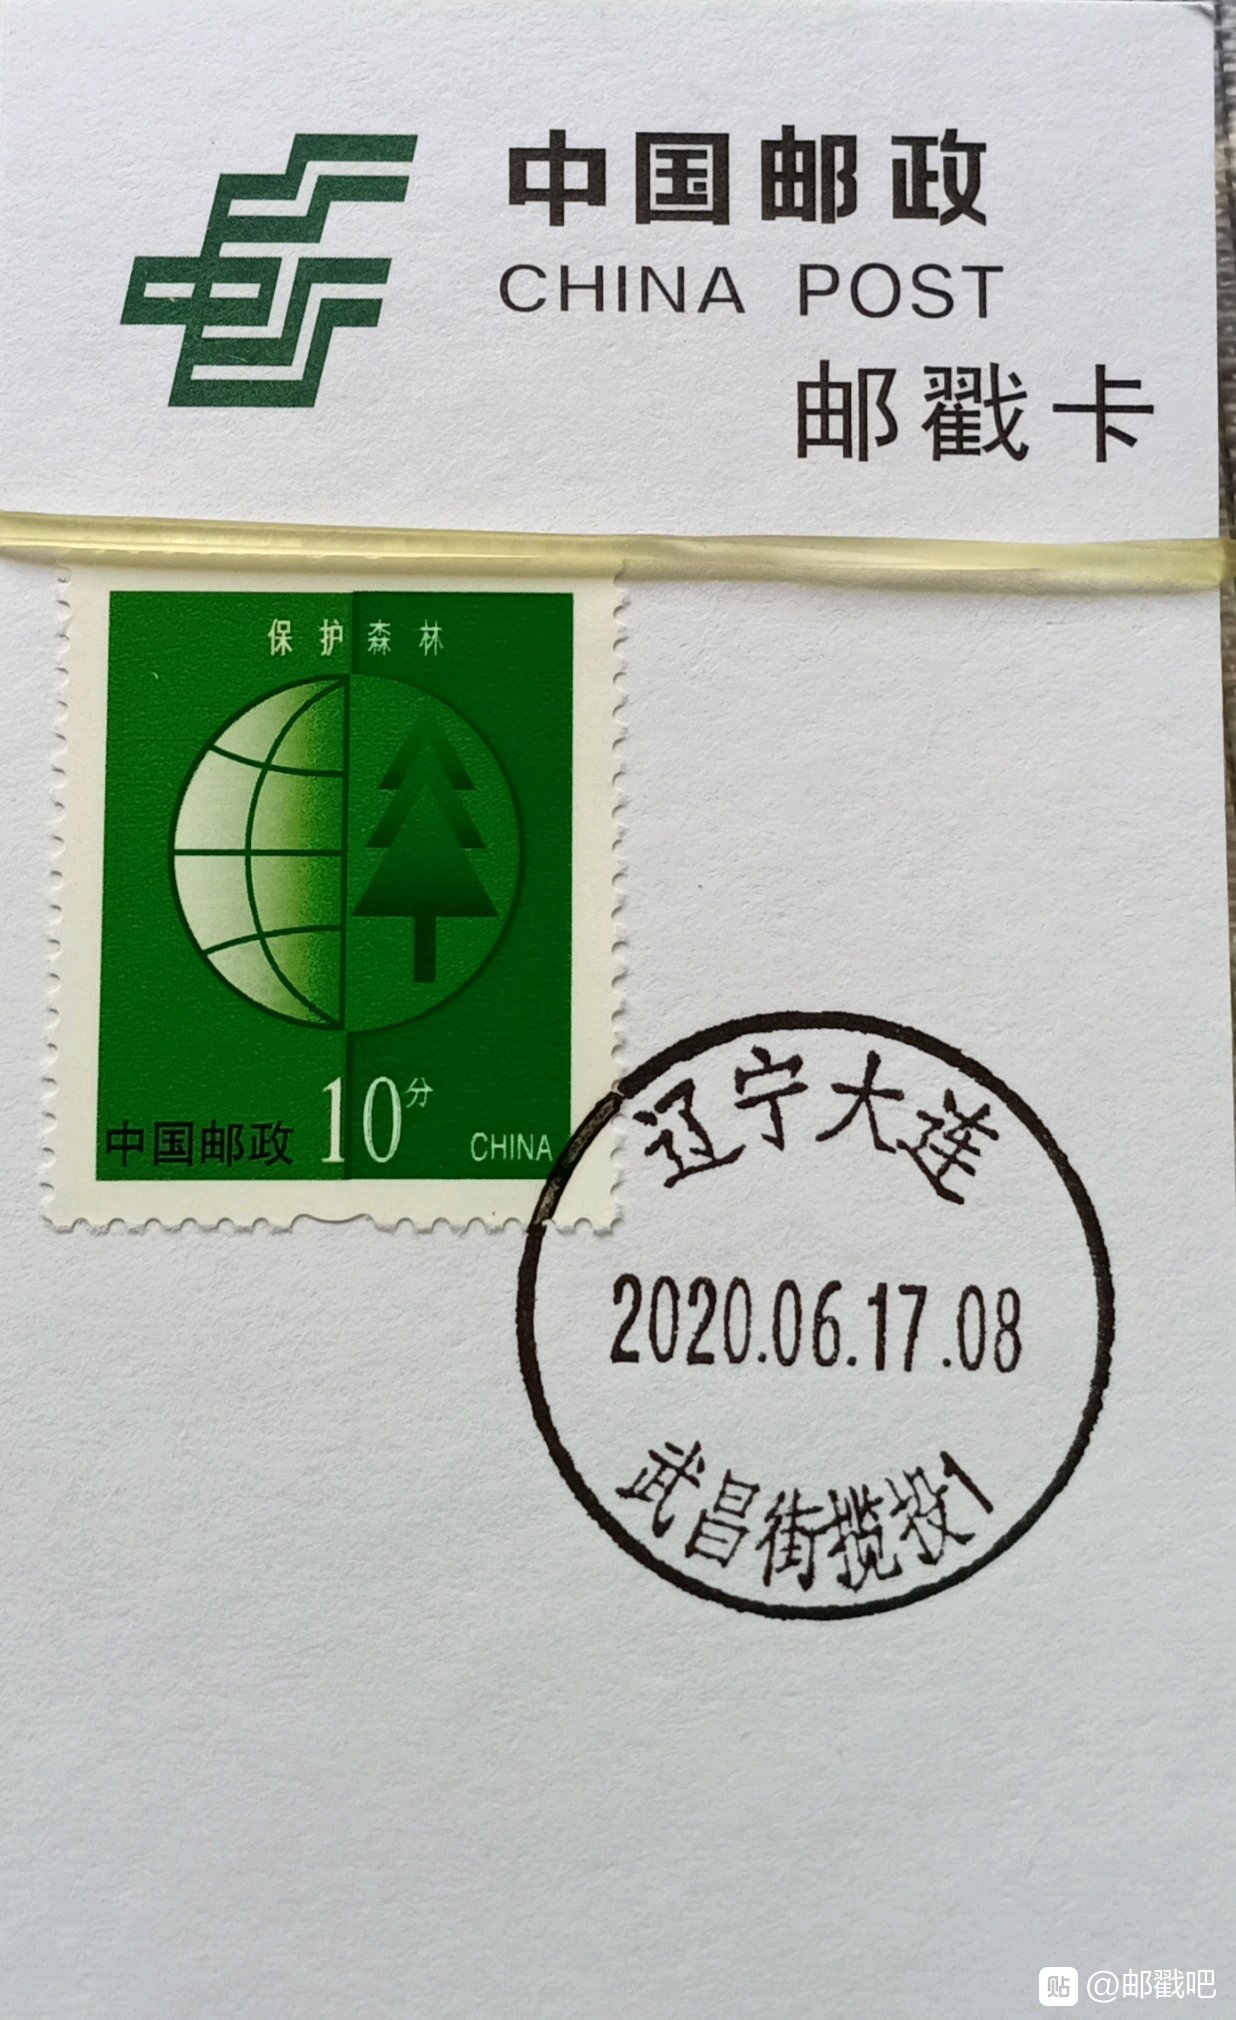 中国邮政
CHINA POST
邮戳卡
保护森林
中国邮政 10分 CHINA
辽宁大连
2020.06.17.08
武昌街揽投1
贴 @邮戳吧